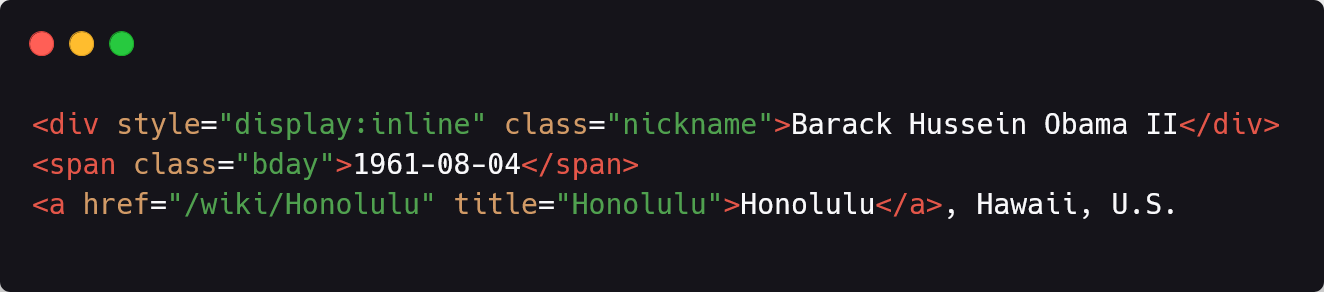 <div style="display:inline" class="nickname">Barack Hussein Obama II</div>
<span class="bday">1961-08-04</span>
<a href="/wiki/Honolulu" title="Honolulu">Honolulu</a>, Hawaii, U.S.